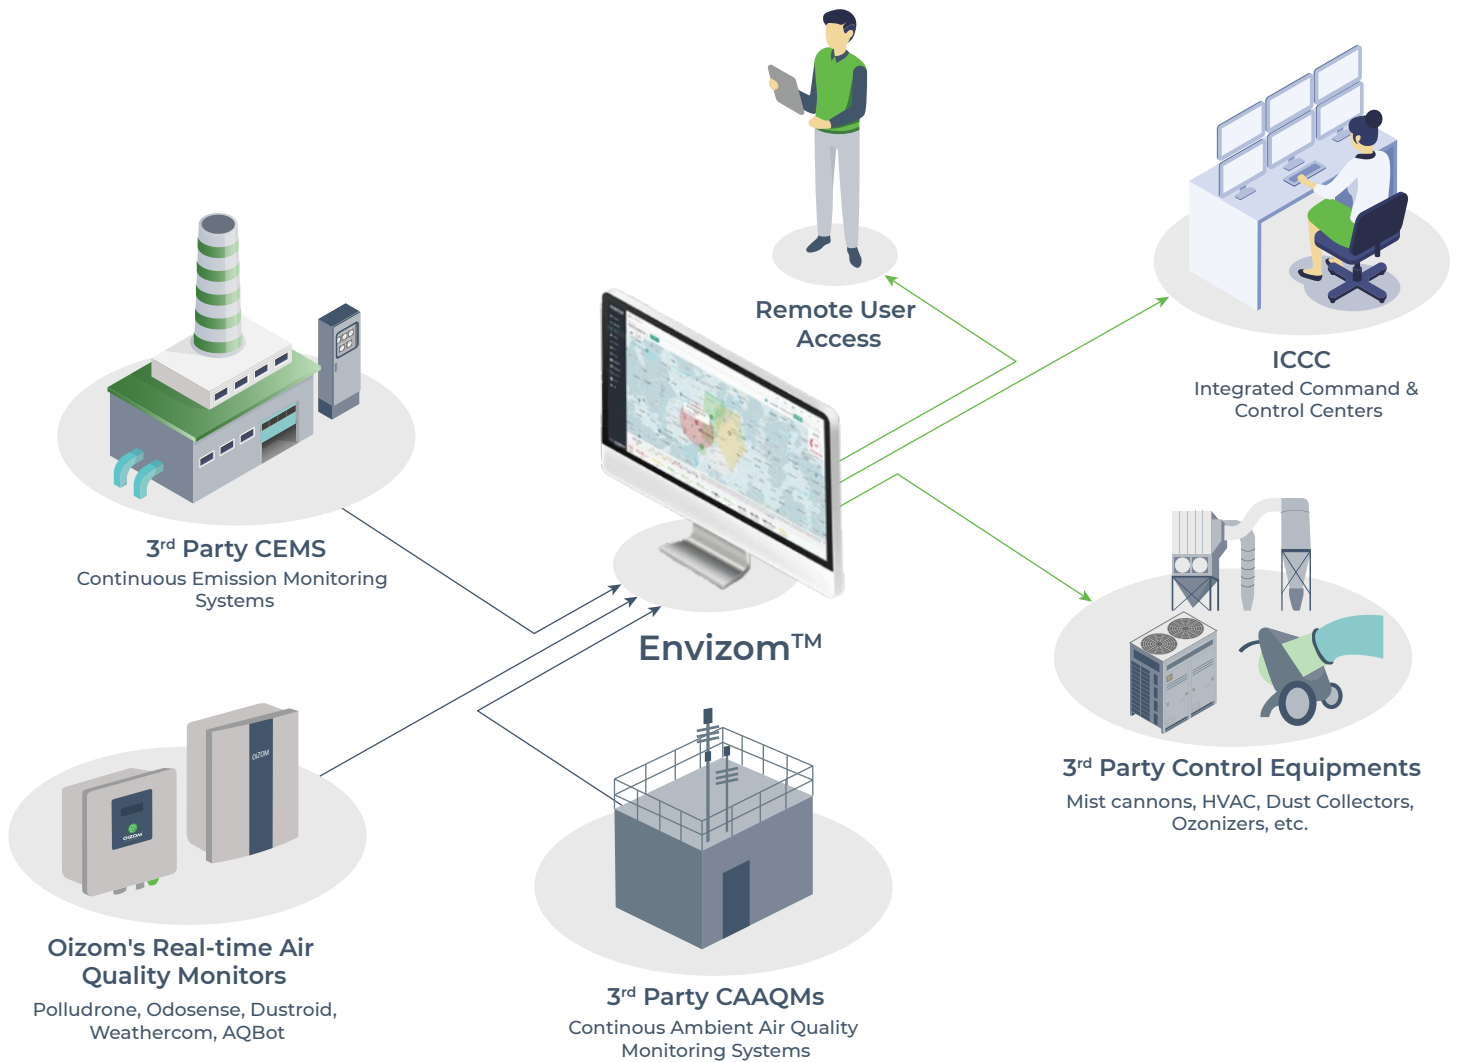 Remote User
Access
ICCC
Integrated Command &
Control Centers
3rd Party CEMS
Continuous Emission Monitoring
Systems
Envizom™
OIZOM
OIZOM
3rd Party Control Equipments
Mist cannons, HVAC, Dust Collectors,
Ozonizers, etc.
Oizom's Real-time Air
Quality Monitors
Polludrone, Odosense, Dustroid,
Weathercom, AQBot
3rd Party CAAQMs
Continous Ambient Air Quality
Monitoring Systems